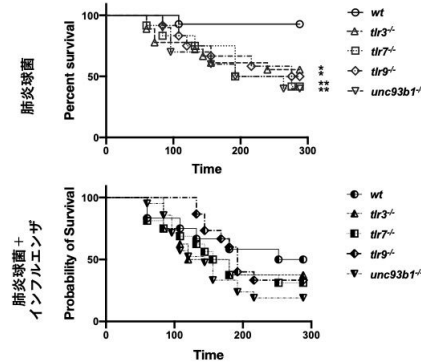 肺炎球菌
Percent survival
100
50
0
0
100
200
300
Time
*
*
**
**
wt
tlr3-/-
tlr7-/-
tlr9-/-
unc93b1-/-
肺炎球菌+
インフルエンザ
Probability of Survival
100
50
0
0
100
200
300
Time
wt
tlr3-/-
tlr7-/-
tlr9-/-
unc93b1-/-